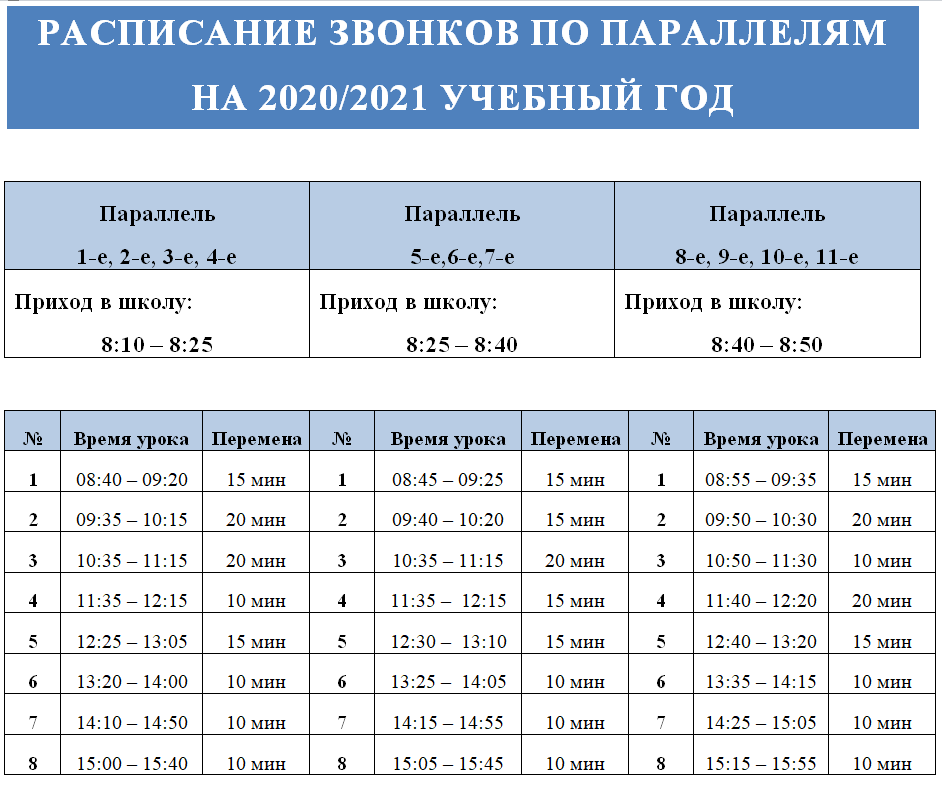 РАСПИСАНИЕ ЗВОНКОВ ПО ПАРАЛЛЕЛЯМ
НА 2020/2021 УЧЕБНЫЙ ГОД
Параллель Параллель Параллель
1-е, 2-е, 3-е, 4-е 5-е,6-е,7-е 8-е, 9-е, 10-е, 11-е
Приход в школу: Приход в школу: Приход в школу:
8:10 – 8:25 8:25 – 8:40 8:40 – 8:50
№ Время урока Перемена № Время урока Перемена № Время урока Перемена
1 08:40 – 09:20 15 мин 1 08:45 – 09:25 15 мин 1 08:55 – 09:35 15 мин
2 09:35 – 10:15 20 мин 2 09:40 – 10:20 15 мин 2 09:50 – 10:30 20 мин
3 10:35 – 11:15 20 мин 3 10:35 – 11:15 20 мин 3 10:50 – 11:30 10 мин
4 11:35 – 12:15 10 мин 4 11:35 – 12:15 15 мин 4 11:40 – 12:20 20 мин
5 12:25 – 13:05 15 мин 5 12:30 – 13:10 15 мин 5 12:40 – 13:20 15 мин
6 13:20 – 14:00 10 мин 6 13:25 – 14:05 10 мин 6 13:35 – 14:15 10 мин
7 14:10 – 14:50 10 мин 7 14:15 – 14:55 10 мин 7 14:25 – 15:05 10 мин
8 15:00 – 15:40 10 мин 8 15:05 – 15:45 10 мин 8 15:15 – 15:55 10 мин